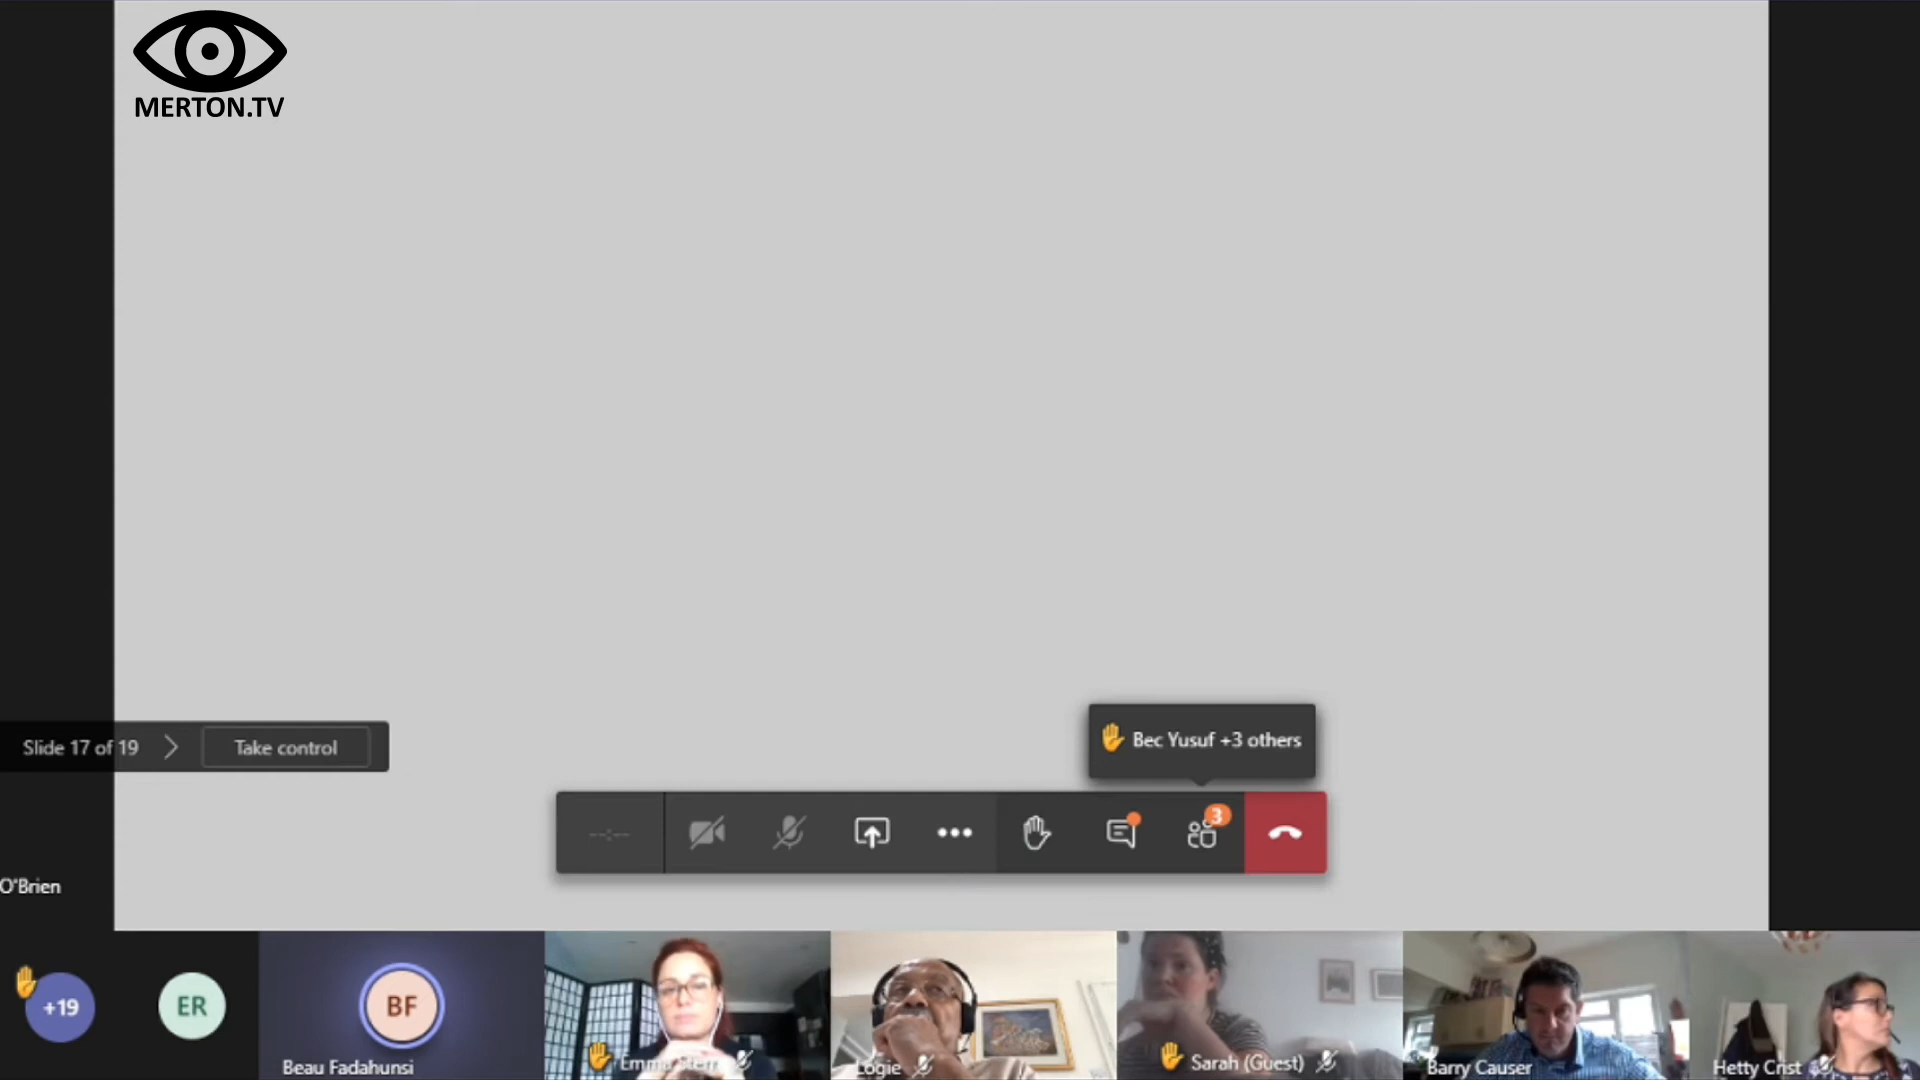 MERTON.TV
Slide 17 of 19
Take control
Bec Yusuf +3 others
--:--
3
O'Brien
+19
ER
BF
Beau Fadahunsi
Emma
Logie
Sarah (Guest)
Barry Causer
Hetty Crist